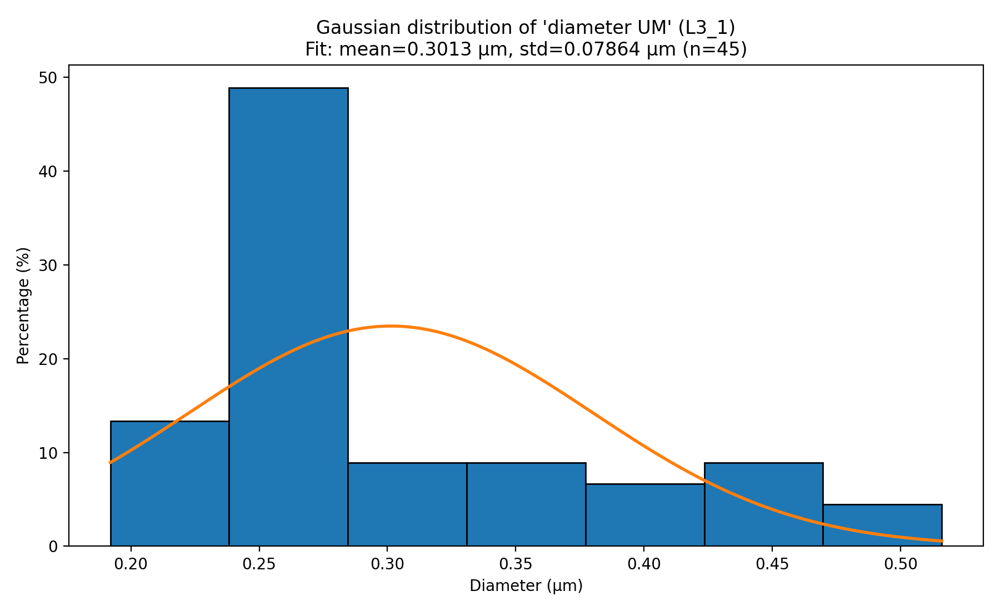 Gaussian distribution of 'diameter UM' (L3_1)
Fit: mean=0.3013 µm, std=0.07864 µm (n=45)
50
40
30
20
10
0
Percentage (%)
0.20 0.25 0.30 0.35 0.40 0.45 0.50
Diameter (µm)